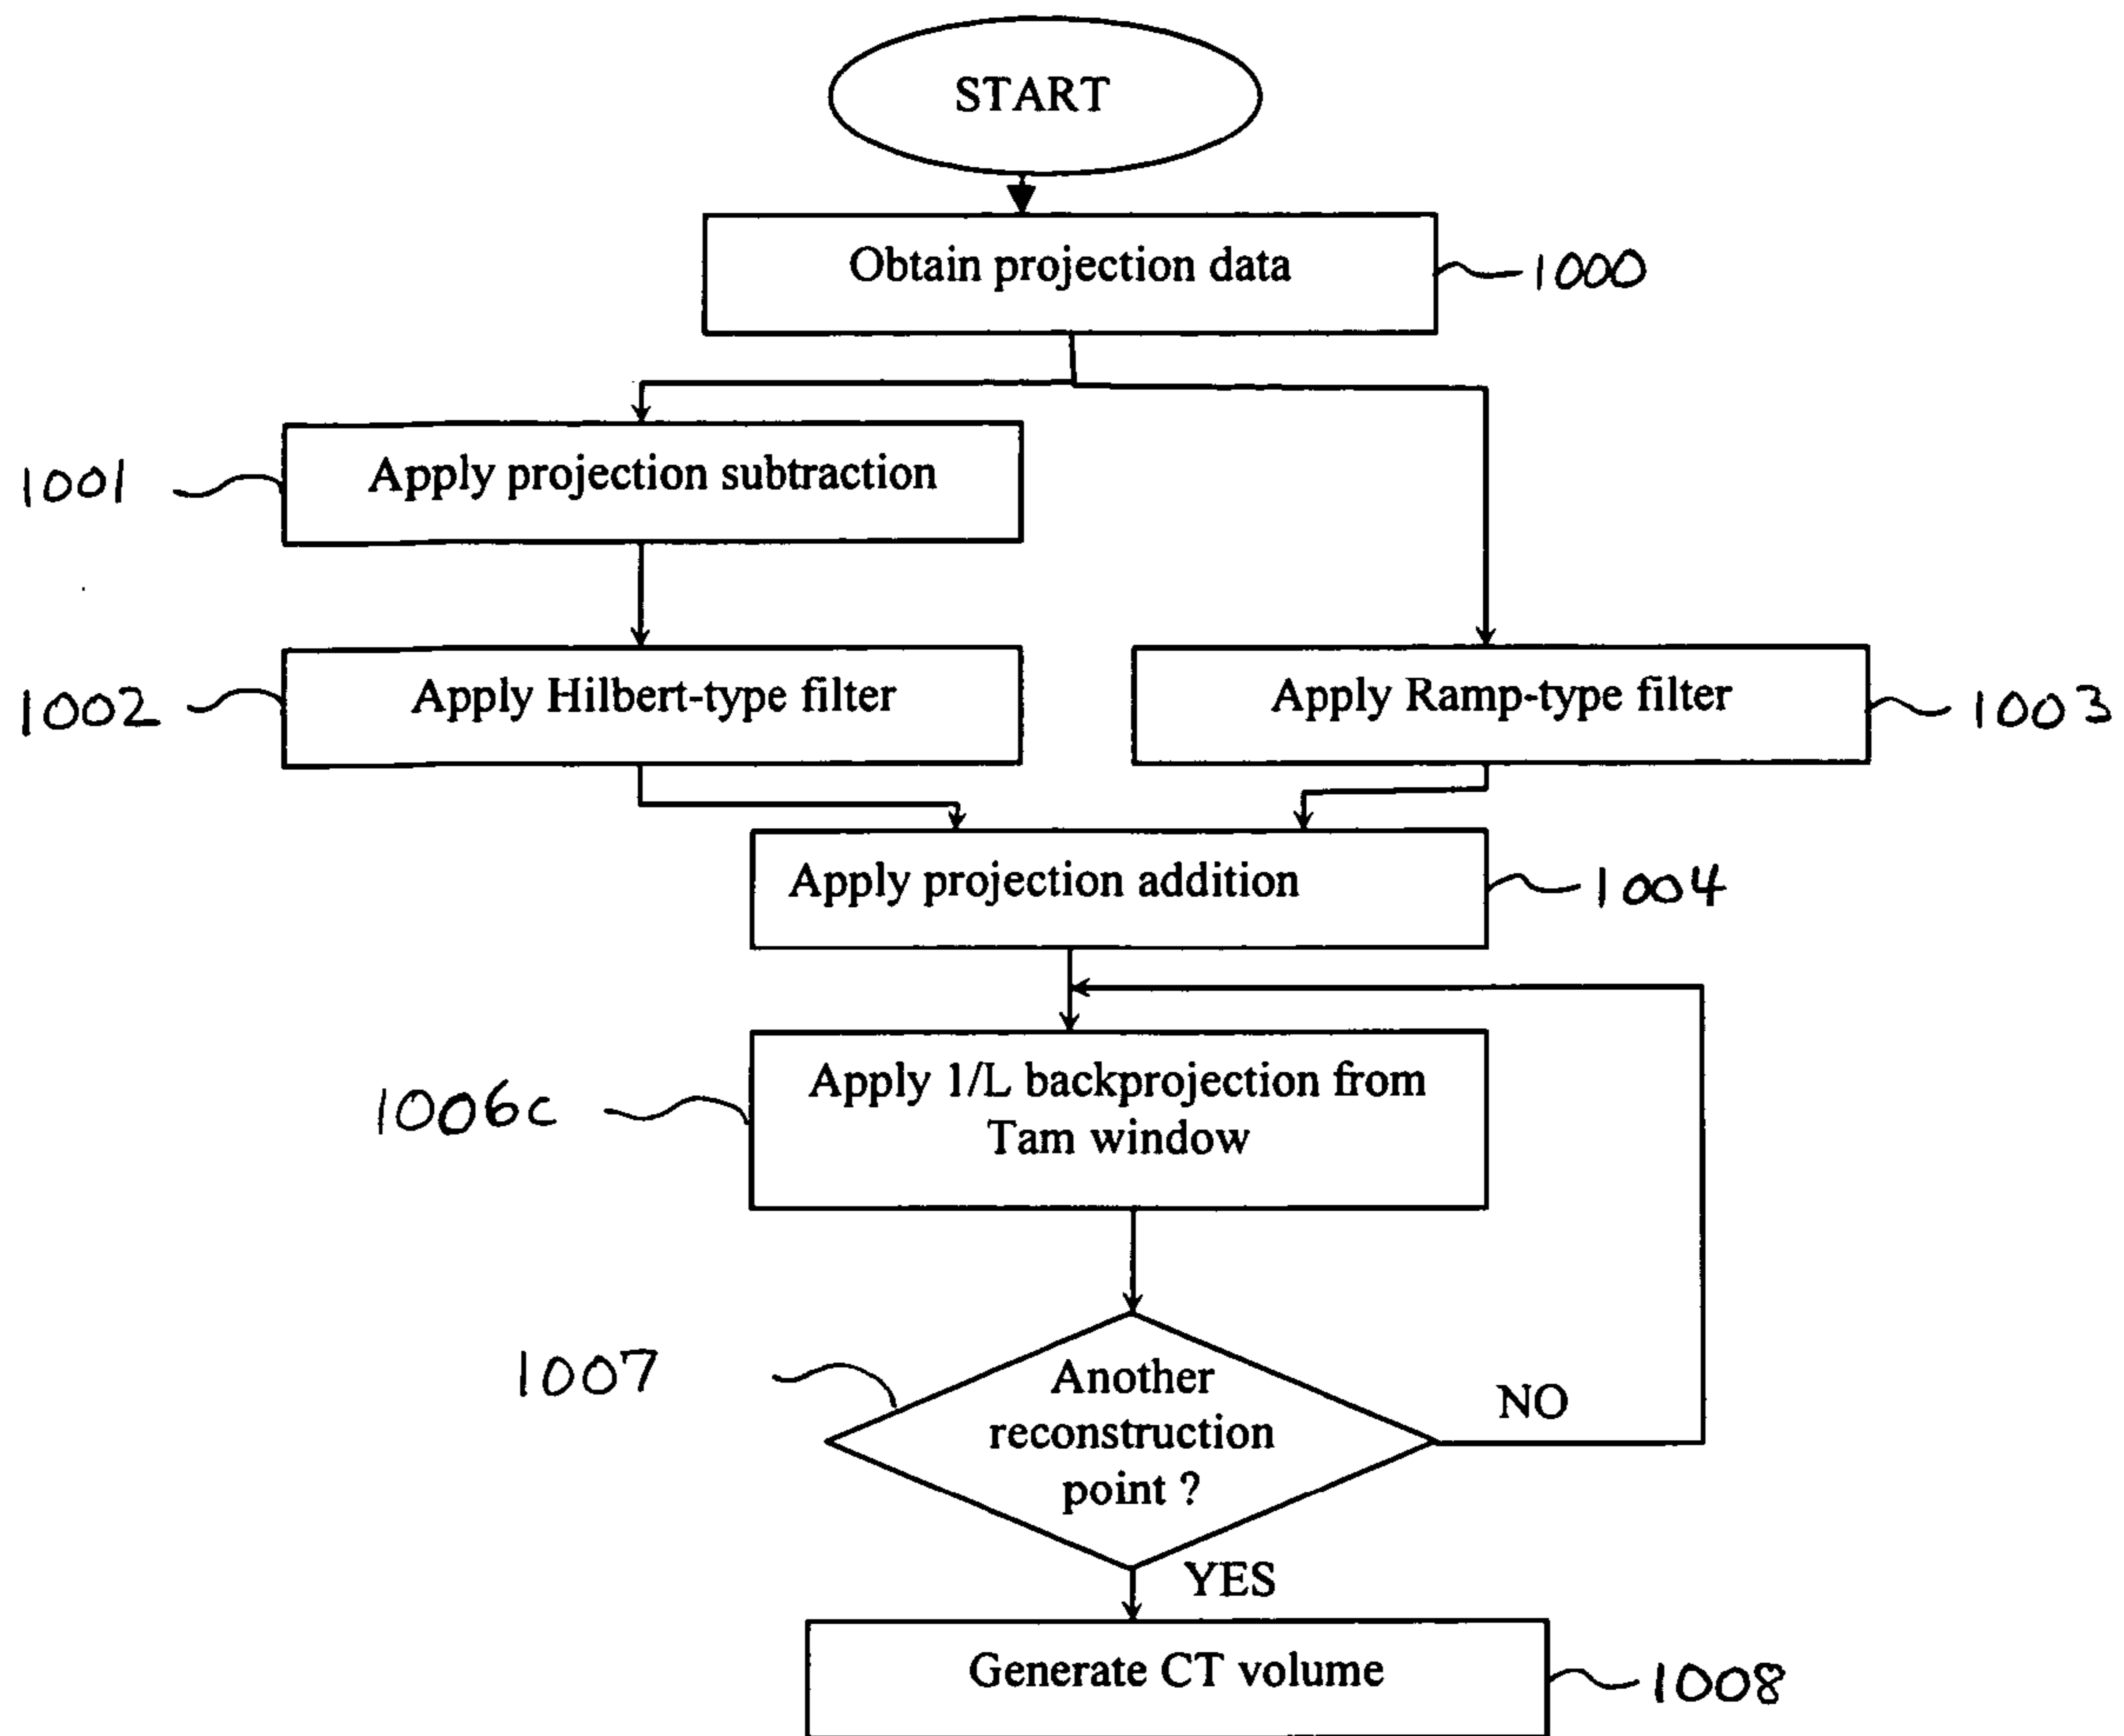 START
Obtain projection data
1000
Apply projection subtraction
1001
Apply Hilbert-type filter
1002
Apply Ramp-type filter
1003
Apply projection addition
1004
Apply 1/L backprojection from
Tam window
1006c
1007
Another
reconstruction
point ?
NO
YES
Generate CT volume
1008